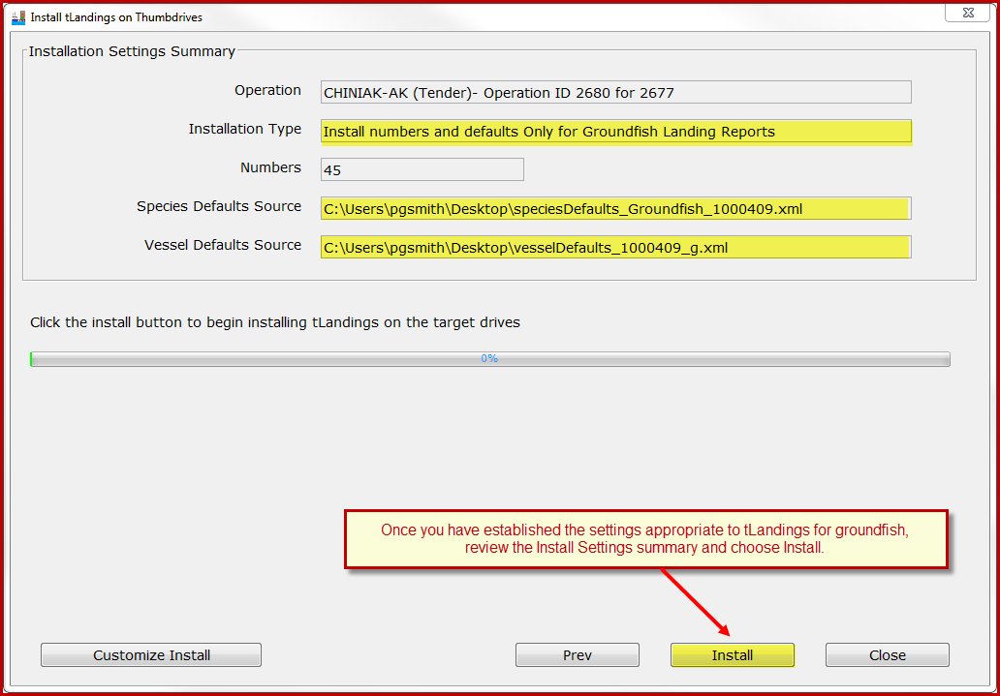 Install tLandings on Thumbdrives
Installation Settings Summary
Operation CHINIAK-AK (Tender)- Operation ID 2680 for 2677
Installation Type Install numbers and defaults Only for Groundfish Landing Reports
Numbers 45
Species Defaults Source C:\Users\pgsmith\Desktop\speciesDefaults_Groundfish_1000409.xml
Vessel Defaults Source C:\Users\pgsmith\Desktop\vesselDefaults_1000409_g.xml
Click the install button to begin installing tLandings on the target drives
0%
Once you have established the settings appropriate to tLandings for groundfish,
review the Install Settings summary and choose Install.
Customize Install Prev Install Close